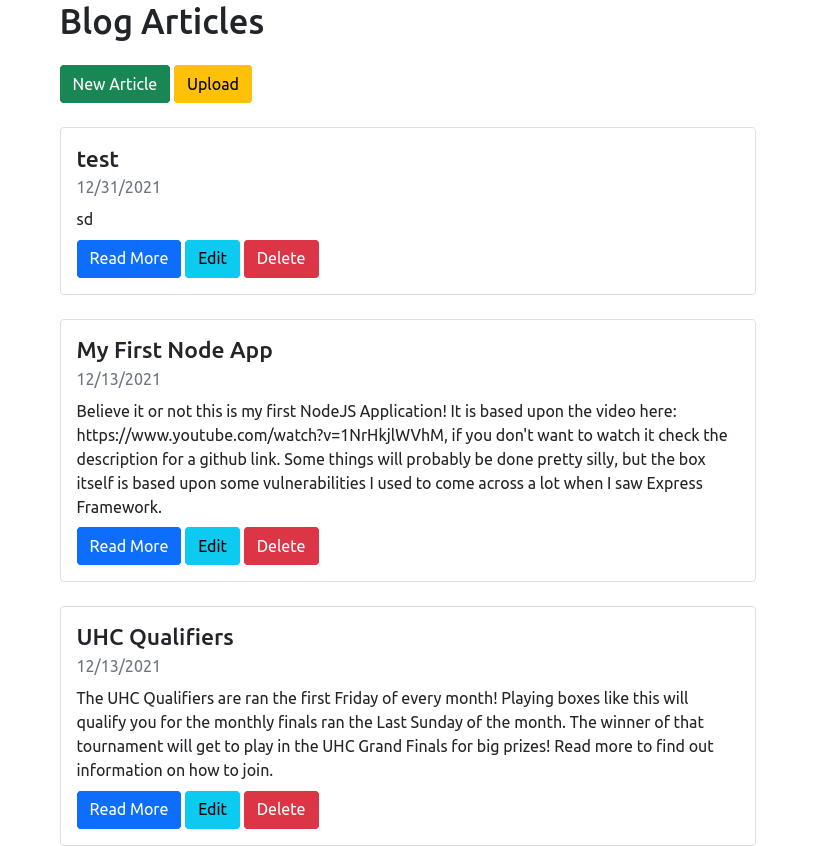 Blog Articles
New Article Upload
test
12/31/2021
sd
Read More Edit Delete
My First Node App
12/13/2021
Believe it or not this is my first NodeJS Application! It is based upon the video here:
https://www.youtube.com/watch?v=1NrHkjlWVhM, if you don't want to watch it check the
description for a github link. Some things will probably be done pretty silly, but the box
itself is based upon some vulnerabilities I used to come across a lot when I saw Express
Framework.
Read More Edit Delete
UHC Qualifiers
12/13/2021
The UHC Qualifiers are ran the first Friday of every month! Playing boxes like this will
qualify you for the monthly finals ran the Last Sunday of the month. The winner of that
tournament will get to play in the UHC Grand Finals for big prizes! Read more to find out
information on how to join.
Read More Edit Delete